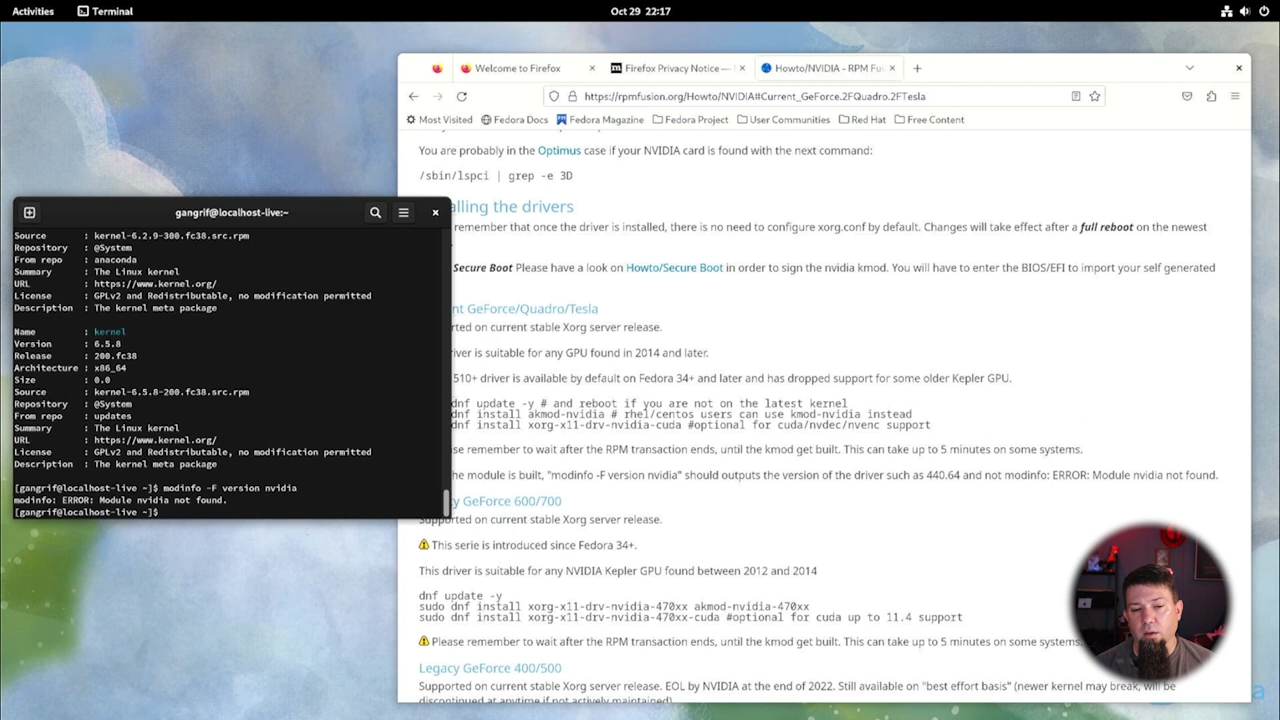 Activities
Terminal
Oct 29 22:17
Welcome to Firefox
Firefox Privacy Notice —
Howto/NVIDIA - RPM Fu
https://rpmfusion.org/Howto/NVIDIA#Current_GeForce.2FQuadro.2FTesla
Most Visited
Fedora Docs
Fedora Magazine
Fedora Project
User Communities
Red Hat
Free Content
You are probably in the Optimus case if your NVIDIA card is found with the next command:
/sbin/lspci | grep -e 3D
alling the drivers
remember that once the driver is installed, there is no need to configure xorg.conf by default. Changes will take effect after a full reboot on the newest
Secure Boot Please have a look on Howto/Secure Boot in order to sign the nvidia kmod. You will have to enter the BIOS/EFI to import your self generated
nt GeForce/Quadro/Tesla
orted on current stable Xorg server release.
river is suitable for any GPU found in 2014 and later.
510+ driver is available by default on Fedora 34+ and later and has dropped support for some older Kepler GPU.
dnf update -y # and reboot if you are not on the latest kernel
dnf install akmod-nvidia # rhel/centos users can use kmod-nvidia instead
dnf install xorg-x11-drv-nvidia-cuda #optional for cuda/nvdec/nvenc support
se remember to wait after the RPM transaction ends, until the kmod get built. This can take up to 5 minutes on some systems.
the module is built, "modinfo -F version nvidia" should outputs the version of the driver such as 440.64 and not modinfo: ERROR: Module nvidia not found.
y GeForce 600/700
Supported on current stable Xorg server release.
This serie is introduced since Fedora 34+.
This driver is suitable for any NVIDIA Kepler GPU found between 2012 and 2014
dnf update -y
sudo dnf install xorg-x11-drv-nvidia-470xx akmod-nvidia-470xx
sudo dnf install xorg-x11-drv-nvidia-470xx-cuda #optional for cuda up to 11.4 support
Please remember to wait after the RPM transaction ends, until the kmod get built. This can take up to 5 minutes on some systems.
Legacy GeForce 400/500
Supported on current stable Xorg server release. EOL by NVIDIA at the end of 2022. Still available on "best effort basis" (newer kernel may break, will be
discontinued at anytime if not actively maintained)
gangrif@localhost-live:~
Source : kernel-6.2.9-300.fc38.src.rpm
Repository : @System
From repo : anaconda
Summary : The Linux kernel
URL : https://www.kernel.org/
License : GPLv2 and Redistributable, no modification permitted
Description : The kernel meta package
Name : kernel
Version : 6.5.8
Release : 200.fc38
Architecture : x86_64
Size : 0.0
Source : kernel-6.5.8-200.fc38.src.rpm
Repository : @System
From repo : updates
Summary : The Linux kernel
URL : https://www.kernel.org/
License : GPLv2 and Redistributable, no modification permitted
Description : The kernel meta package
[gangrif@localhost-live ~]$ modinfo -F version nvidia
modinfo: ERROR: Module nvidia not found.
[gangrif@localhost-live ~]$